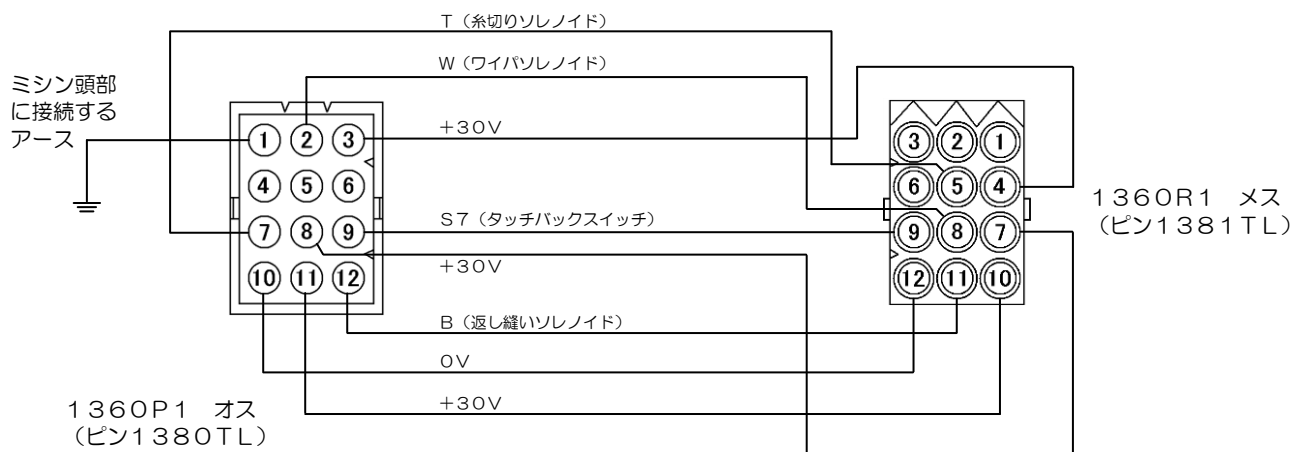 T（糸切りソレノイド）
W（ワイパソレノイド）
ミシン頭部
に接続する
アース
＋30V
① ② ③
④ ⑤ ⑥
⑦ ⑧ ⑨
⑩ ⑪ ⑫
③ ② ①
⑥ ⑤ ④
⑨ ⑧ ⑦
⑫ ⑪ ⑩
1360R1　メス
（ピン1381TL）
S7（タッチバックスイッチ）
＋30V
B（返し縫いソレノイド）
0V
＋30V
1360P1　オス
（ピン1380TL）